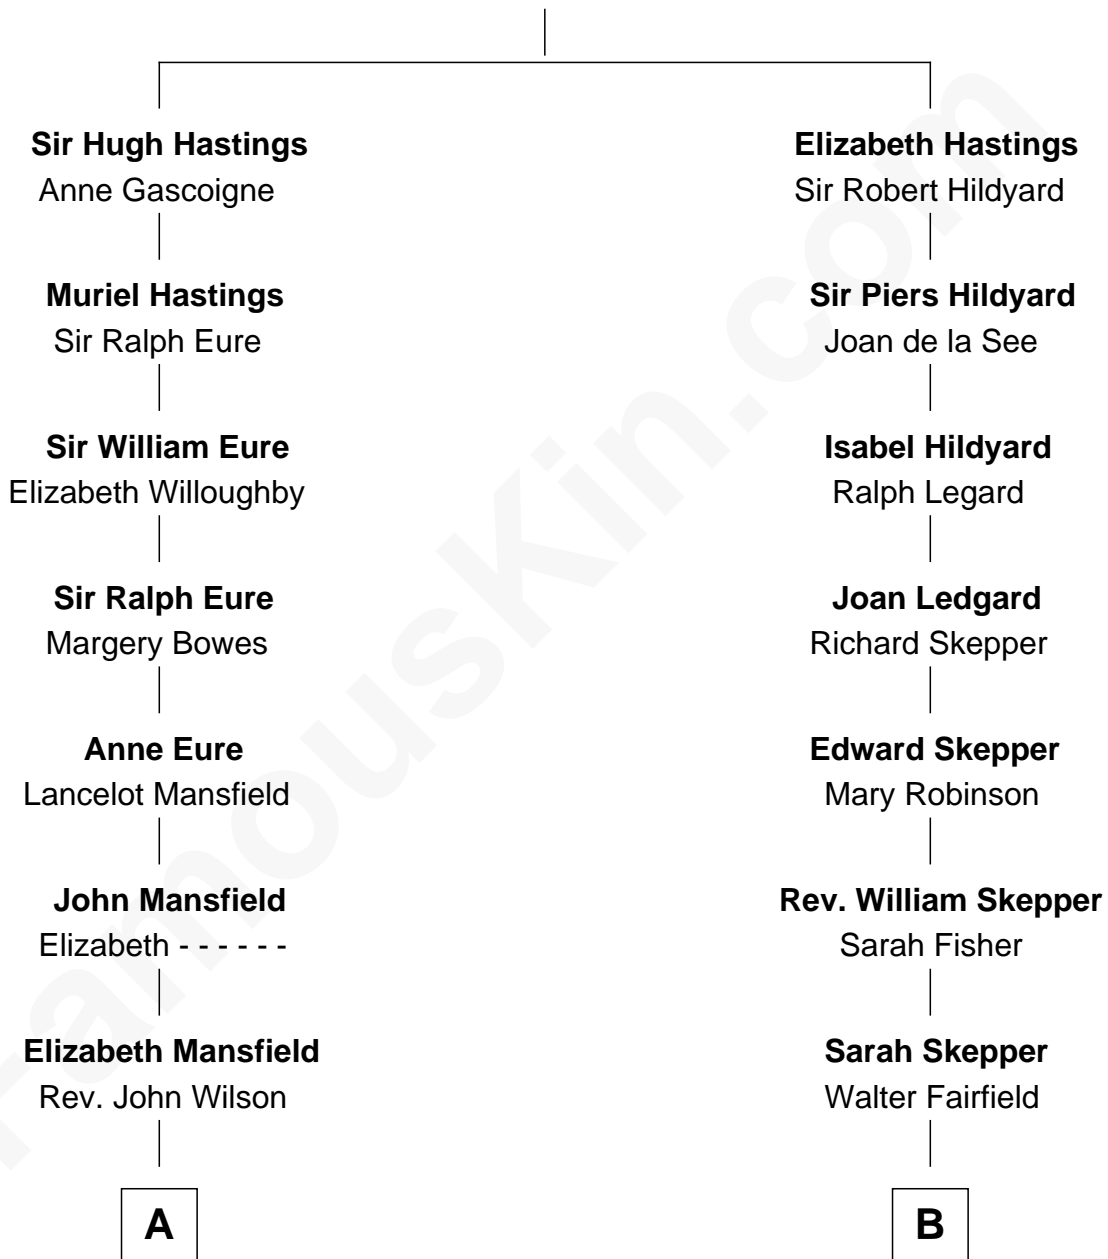 Sir Hugh Hastings
Anne Gascoigne
Muriel Hastings
Sir Ralph Eure
Sir William Eure
Elizabeth Willoughby
Sir Ralph Eure
Margery Bowes
Anne Eure
Lancelot Mansfield
John Mansfield
Elizabeth - - - - - -
Elizabeth Mansfield
Rev. John Wilson
A
Elizabeth Hastings
Sir Robert Hildyard
Sir Piers Hildyard
Joan de la See
Isabel Hildyard
Ralph Legard
Joan Ledgard
Richard Skepper
Edward Skepper
Mary Robinson
Rev. William Skepper
Sarah Fisher
Sarah Skepper
Walter Fairfield
B
FamousKin.com